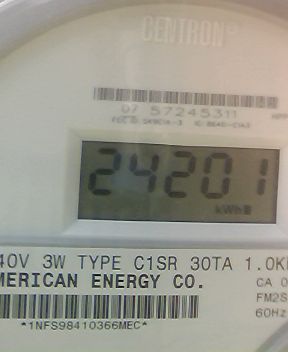 CENTRON®
07 57245311
24201
kWh
40V 3W TYPE C1SR 30TA 1.0K
MERICAN ENERGY CO.
CA 0
FM2S
60Hz
*1NFS98410366MEC*